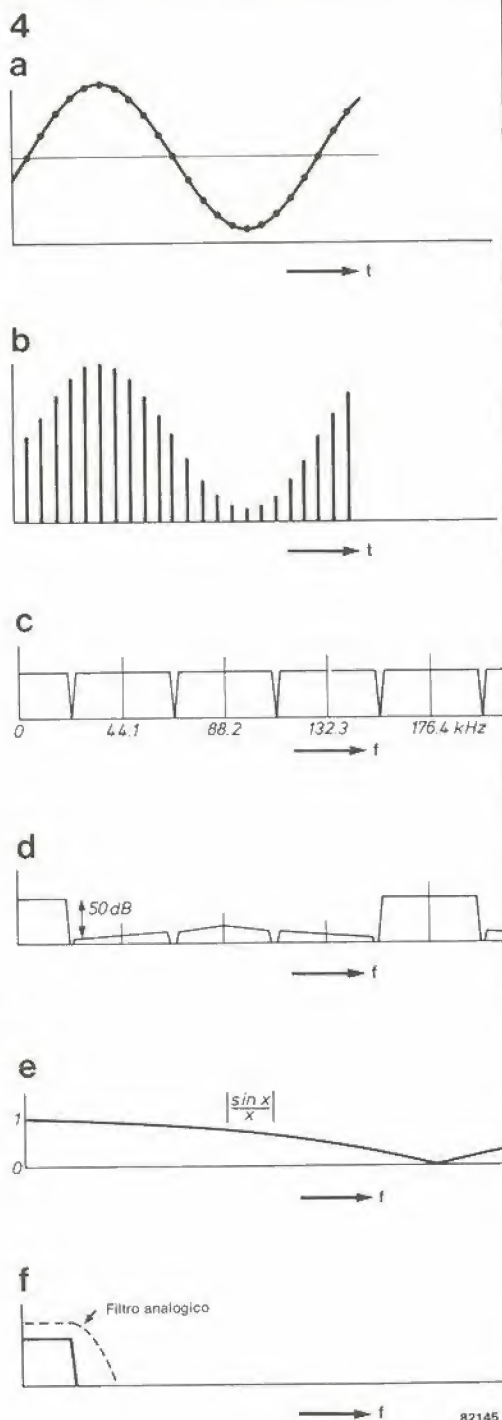 4
a
t
b
t
c
0 44.1 88.2 132.3 176.4 kHz
f
d
50 dB
f
e
|sin x / x|
1
0
f
f
Filtro analogico
f
82145